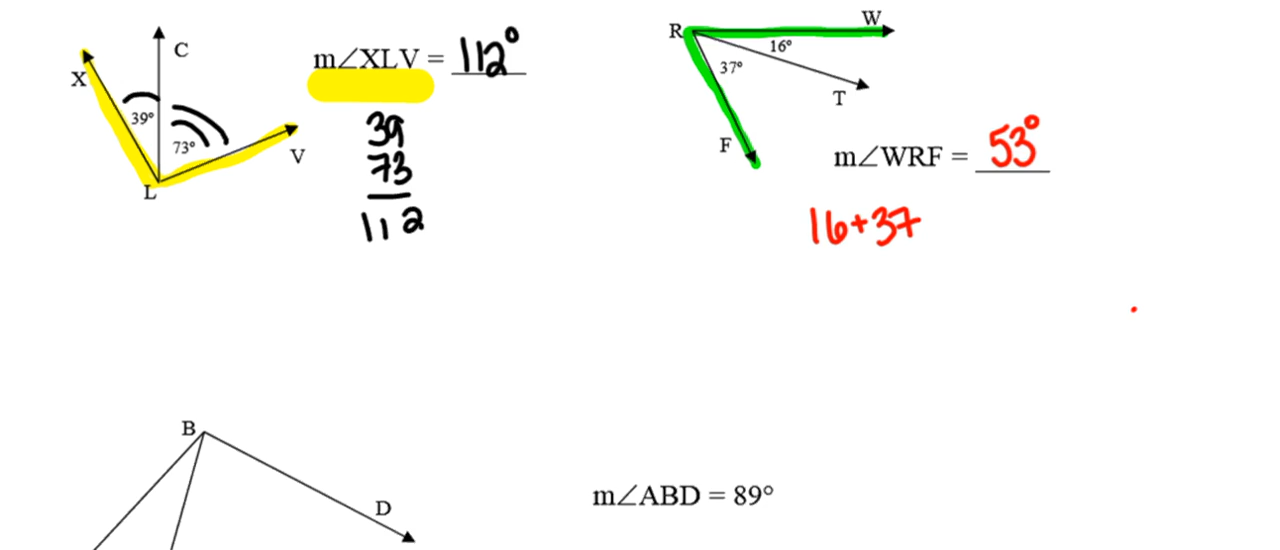 C
X
m∠XLV = 112°
39°
73°
V
L
39
73
112
R
W
16°
37°
T
F
m∠WRF = 53°
16+37
B
D
m∠ABD = 89°